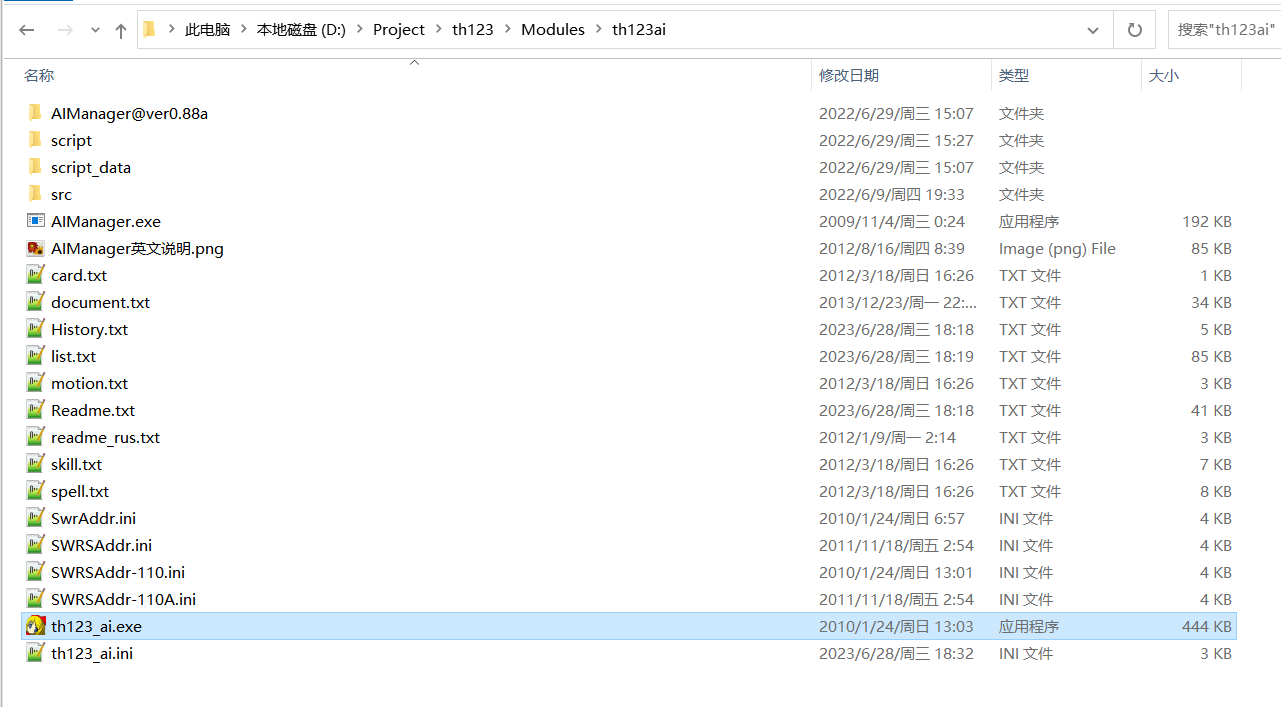 此电脑 > 本地磁盘 (D:) > Project > th123 > Modules > th123ai 搜索"th123ai"
名称 修改日期 类型 大小
AIManager@ver0.88a 2022/6/29/周三 15:07 文件夹
script 2022/6/29/周三 15:27 文件夹
script_data 2022/6/29/周三 15:07 文件夹
src 2022/6/9/周四 19:33 文件夹
AIManager.exe 2009/11/4/周三 0:24 应用程序 192 KB
AIManager英文说明.png 2012/8/16/周四 8:39 Image (png) File 85 KB
card.txt 2012/3/18/周日 16:26 TXT 文件 1 KB
document.txt 2013/12/23/周一 22:... TXT 文件 34 KB
History.txt 2023/6/28/周三 18:18 TXT 文件 5 KB
list.txt 2023/6/28/周三 18:19 TXT 文件 85 KB
motion.txt 2012/3/18/周日 16:26 TXT 文件 3 KB
Readme.txt 2023/6/28/周三 18:18 TXT 文件 41 KB
readme_rus.txt 2012/1/9/周一 2:14 TXT 文件 3 KB
skill.txt 2012/3/18/周日 16:26 TXT 文件 7 KB
spell.txt 2012/3/18/周日 16:26 TXT 文件 8 KB
SwrAddr.ini 2010/1/24/周日 6:57 INI 文件 4 KB
SWRSAddr.ini 2011/11/18/周五 2:54 INI 文件 4 KB
SWRSAddr-110.ini 2010/1/24/周日 13:01 INI 文件 4 KB
SWRSAddr-110A.ini 2011/11/18/周五 2:54 INI 文件 4 KB
th123_ai.exe 2010/1/24/周日 13:03 应用程序 444 KB
th123_ai.ini 2023/6/28/周三 18:32 INI 文件 3 KB